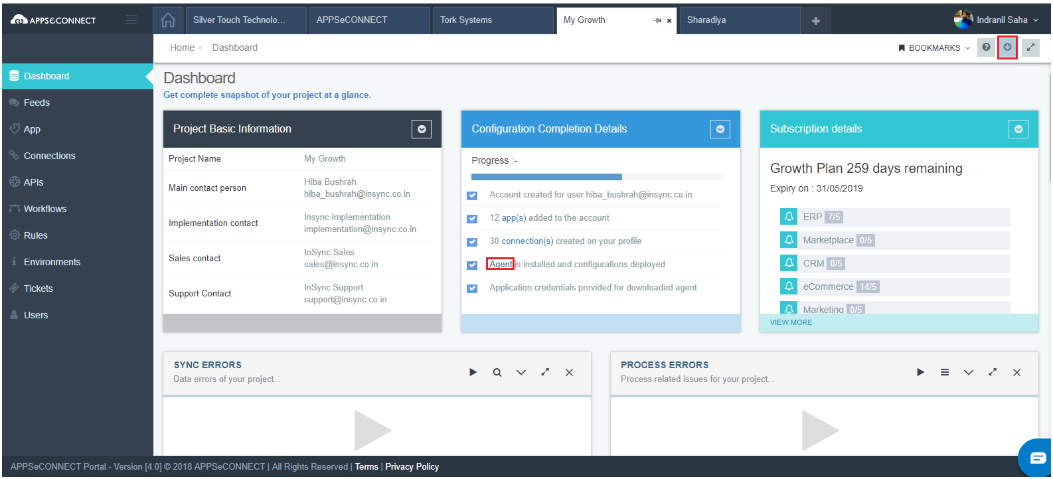 APPSeCONNECT
Silver Touch Technolo...
APPSeCONNECT
Tork Systems
My Growth
Sharadiya
Indranil Saha
Home
Dashboard
BOOKMARKS
Dashboard
Feeds
App
Connections
APIs
Workflows
Rules
Environments
Tickets
Users
Dashboard
Get complete snapshot of your project at a glance.
Project Basic Information
Project Name My Growth
Main contact person Hiba Bushrah
hiba_bushrah@insync.co.in
Implementation contact Insync Implementation
implementation@insync.co.in
Sales contact InSync Sales
sales@insync.co.in
Support Contact InSync Support
support@insync.co.in
Configuration Completion Details
Progress :-
Account created for user hiba_bushrah@insync.co.in
12 app(s) added to the account
30 connection(s) created on your profile
Agent is installed and configurations deployed
Application credentials provided for downloaded agent
Subscription details
Growth Plan 259 days remaining
Expiry on : 31/05/2019
ERP 7/5
Marketplace 0/5
CRM 0/5
eCommerce 14/5
Marketing 0/5
VIEW MORE
SYNC ERRORS
Data errors of your project...
PROCESS ERRORS
Process related issues for your project...
APPSeCONNECT Portal - Version [4.0] © 2018 APPSeCONNECT | All Rights Reserved | Terms | Privacy Policy